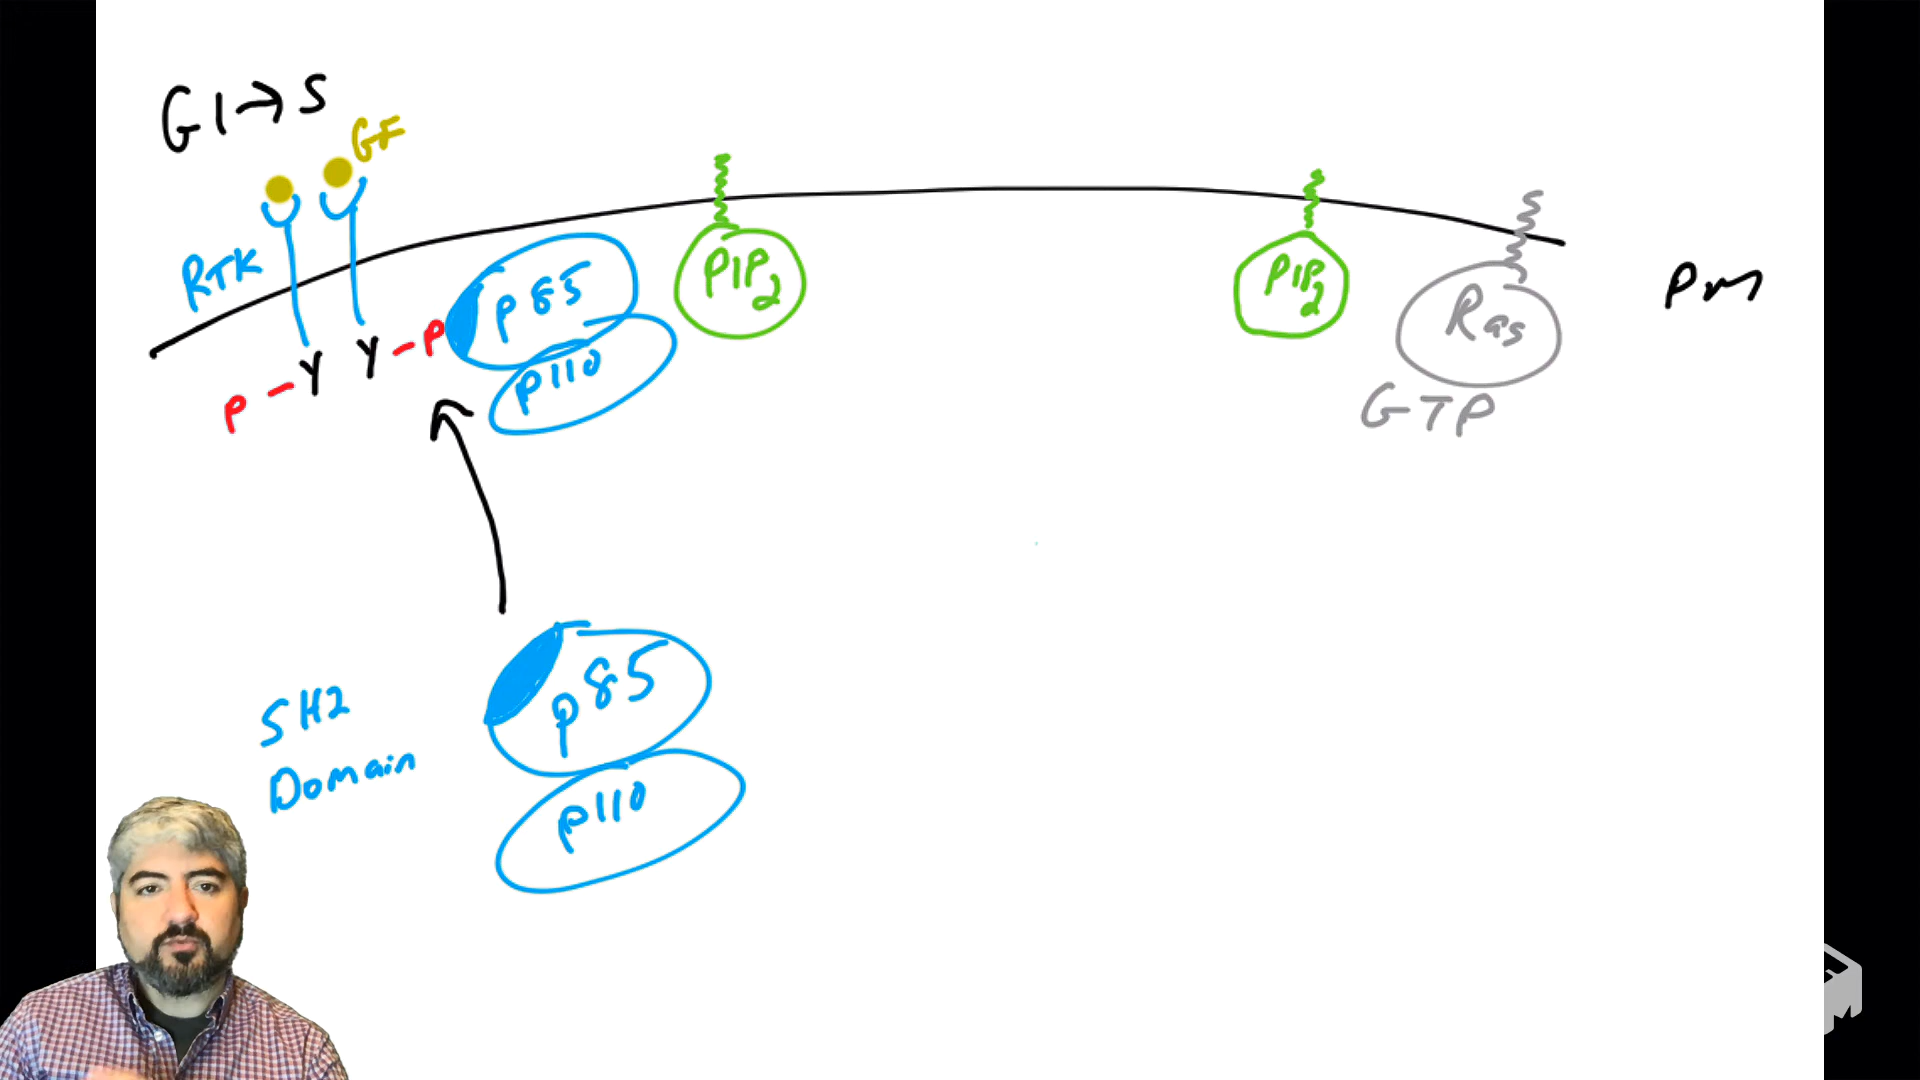 G1→S
GF
RTK
p85
PIP2
PIP2
Ras
PM
P-Y
Y-P
p110
GTP
SH2
Domain
p85
p110
M